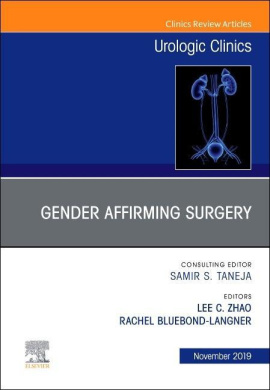 Clinics Review Articles
Urologic Clinics
GENDER AFFIRMING SURGERY
CONSULTING EDITOR
SAMIR S. TANEJA
EDITORS
LEE C. ZHAO
RACHEL BLUEBOND-LANGNER
ELSEVIER
November 2019